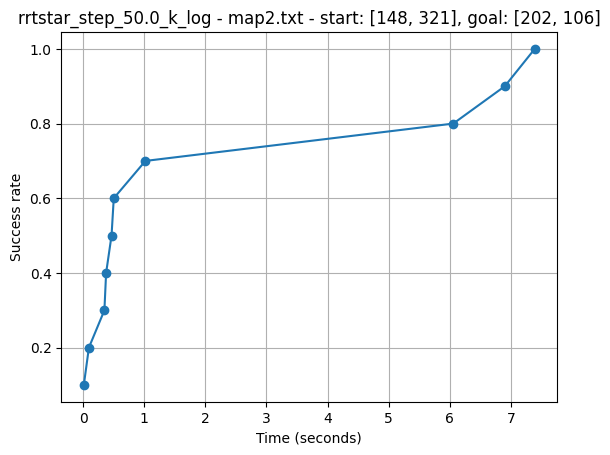 rrtstar_step_50.0_k_log - map2.txt - start: [148, 321], goal: [202, 106]
1.0
0.8
0.6
0.4
0.2
Success rate
0 1 2 3 4 5 6 7
Time (seconds)